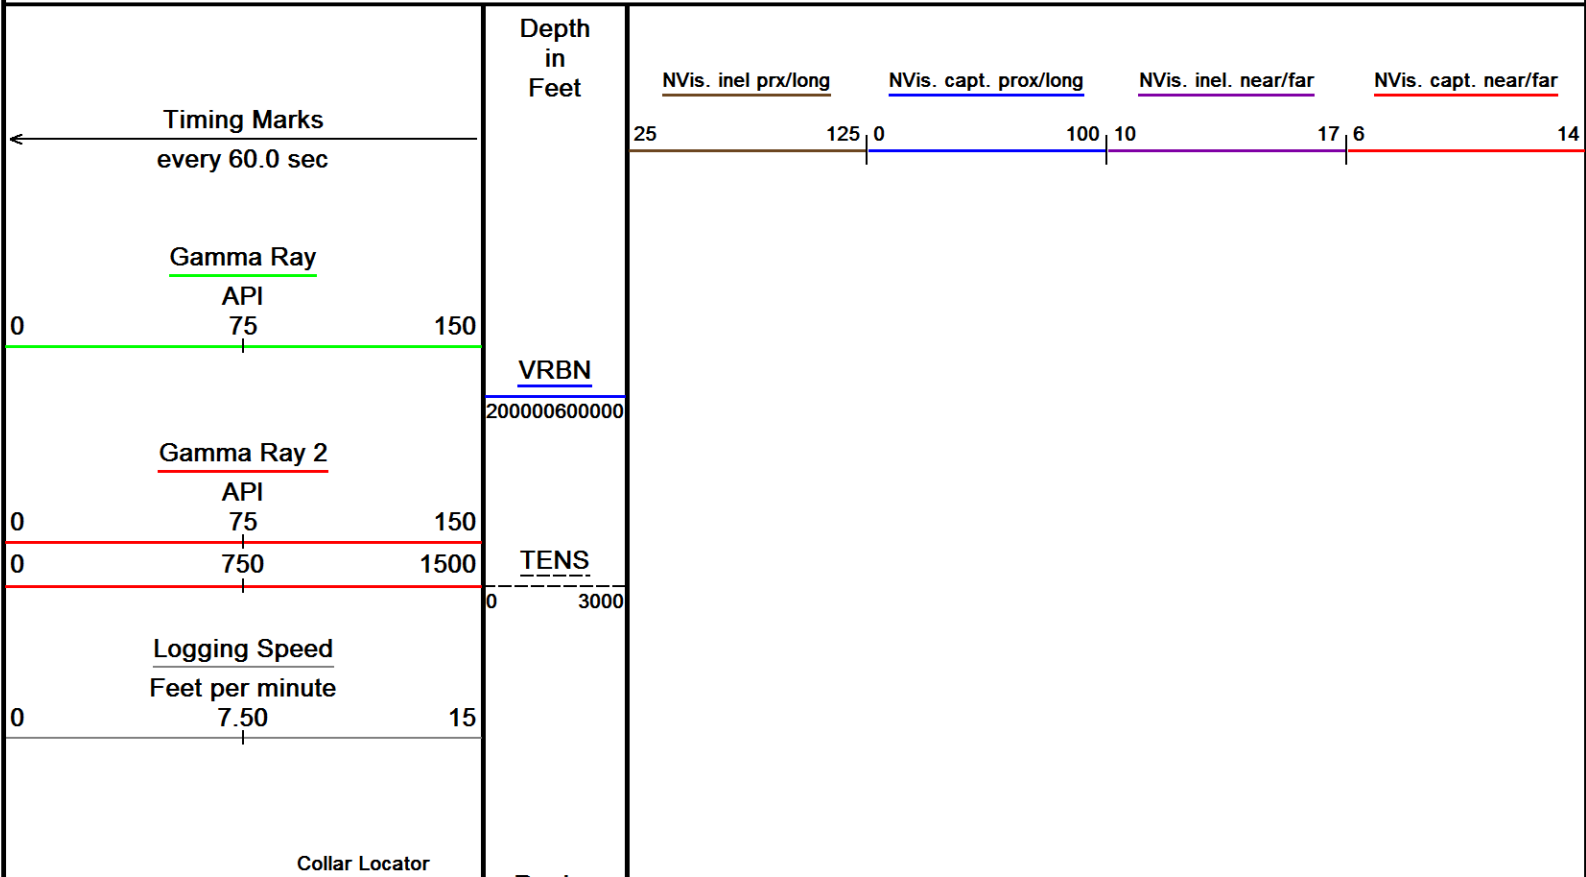 Timing Marks
every 60.0 sec
Gamma Ray
API
0 75 150
Gamma Ray 2
API
0 75 150
0 750 1500
Logging Speed
Feet per minute
0 7.50 15
Collar Locator
Depth
in
Feet
VRBN
200000600000
TENS
0 3000
NVis. inel prx/long NVis. capt. prox/long NVis. inel. near/far NVis. capt. near/far
25 125 0 100 10 17 6 14